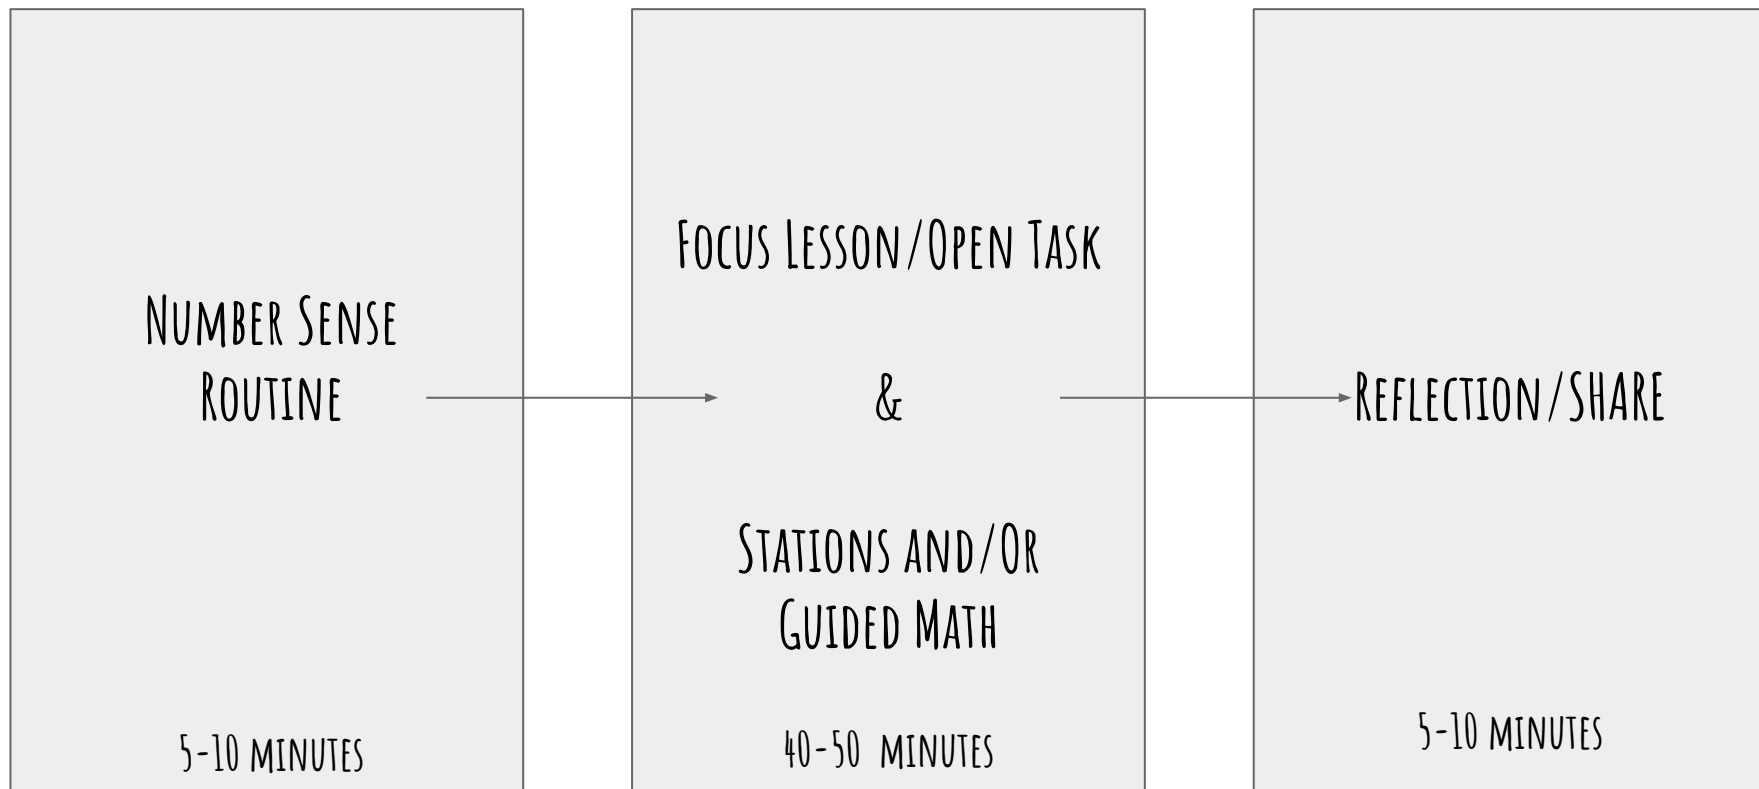 Number Sense
Routine
5-10 minutes
Focus Lesson/Open Task
&
Stations and/Or
Guided Math
40-50 minutes
Reflection/SHARE
5-10 minutes